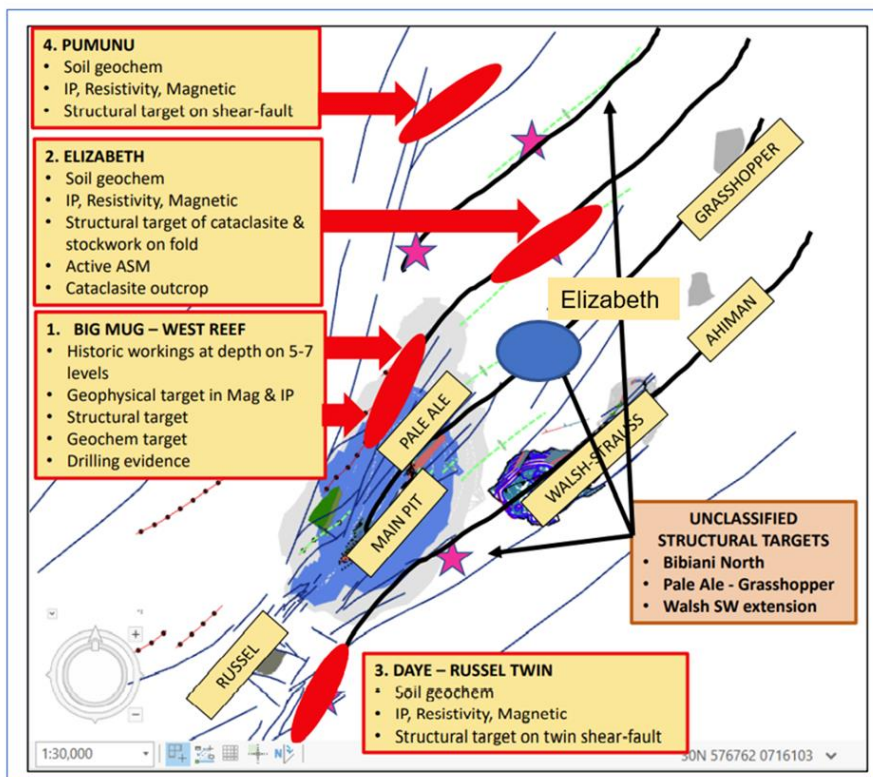 4. PUMUNU
• Soil geochem
• IP, Resistivity, Magnetic
• Structural target on shear-fault
2. ELIZABETH
• Soil geochem
• IP, Resistivity, Magnetic
• Structural target of cataclasite &
stockwork on fold
• Active ASM
• Cataclasite outcrop
1. BIG MUG – WEST REEF
• Historic workings at depth on 5-7
levels
• Geophysical target in Mag & IP
• Structural target
• Geochem target
• Drilling evidence
GRASSHOPPER
Elizabeth
AHIMAN
PALE ALE
WALSH-STRAUSS
MAIN PIT
UNCLASSIFIED
STRUCTURAL TARGETS
• Bibiani North
• Pale Ale - Grasshopper
• Walsh SW extension
RUSSEL
3. DAYE – RUSSEL TWIN
• Soil geochem
• IP, Resistivity, Magnetic
• Structural target on twin shear-fault
1:30,000
30N 576762 0716103